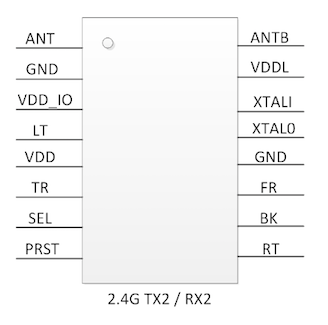 ANT
ANTB
GND
VDDL
VDD_IO
XTALI
LT
XTAL0
VDD
GND
TR
FR
SEL
BK
PRST
RT
2.4G TX2 / RX2